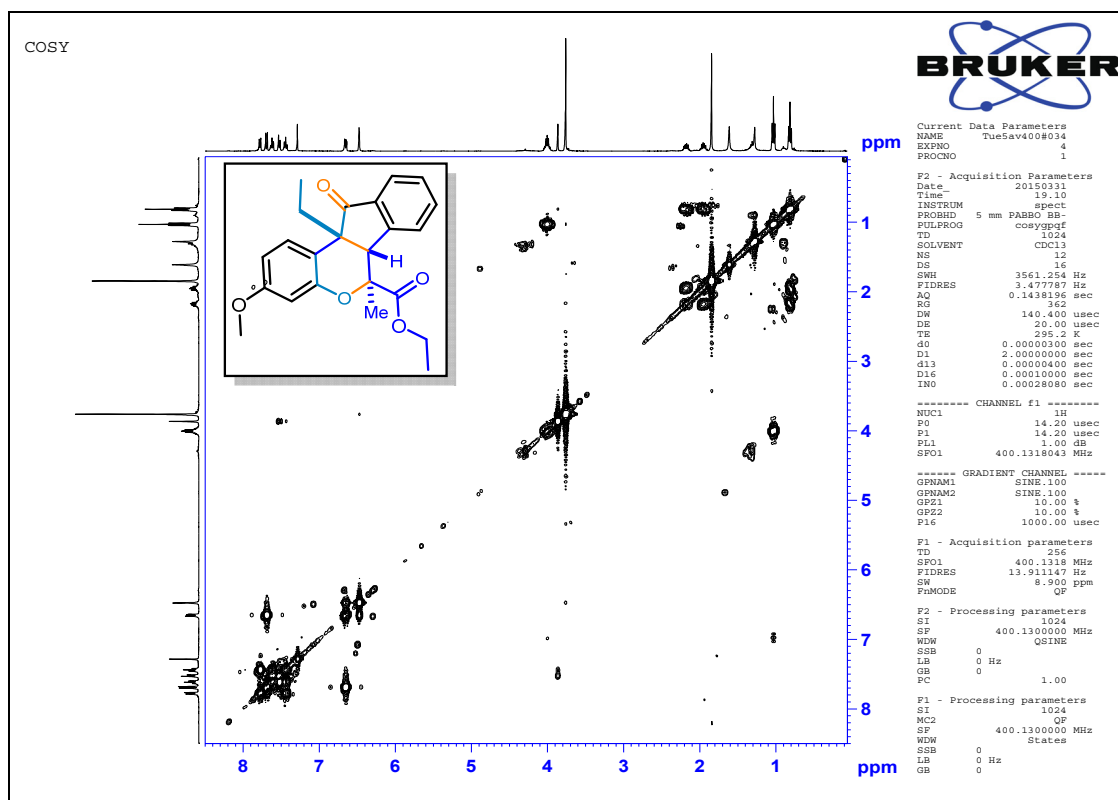 COSY
BRUKER
ppm
1
2
3
4
5
6
7
8
ppm
8
7
6
5
4
3
2
1
O
H
O
O
O
Me
O
Current Data Parameters
NAME Tue5av400#034
EXPNO 4
PROCNO 1
F2 - Acquisition Parameters
Date_ 20150331
Time 19.10
INSTRUM spect
PROBHD 5 mm PABBO BB-
PULPROG cosygpqf
TD 1024
SOLVENT CDCl3
NS 12
DS 16
SWH 3561.254 Hz
FIDRES 3.477787 Hz
AQ 0.1438196 sec
RG 362
DW 140.400 usec
DE 20.00 usec
TE 295.2 K
d0 0.00000300 sec
D1 2.00000000 sec
d13 0.00000400 sec
D16 0.00010000 sec
IN0 0.00028080 sec
======== CHANNEL f1 ========
NUC1 1H
P0 14.20 usec
P1 14.20 usec
PL1 1.00 dB
SFO1 400.1318043 MHz
====== GRADIENT CHANNEL =====
GPNAM1 SINE.100
GPNAM2 SINE.100
GPZ1 10.00 %
GPZ2 10.00 %
P16 1000.00 usec
F1 - Acquisition parameters
TD 256
SFO1 400.1318 MHz
FIDRES 13.911147 Hz
SW 8.900 ppm
FnMODE QF
F2 - Processing parameters
SI 1024
SF 400.1300000 MHz
WDW QSINE
SSB 0
LB 0 Hz
GB 0
PC 1.00
F1 - Processing parameters
SI 1024
MC2 QF
SF 400.1300000 MHz
WDW States
SSB 0
LB 0 Hz
GB 0